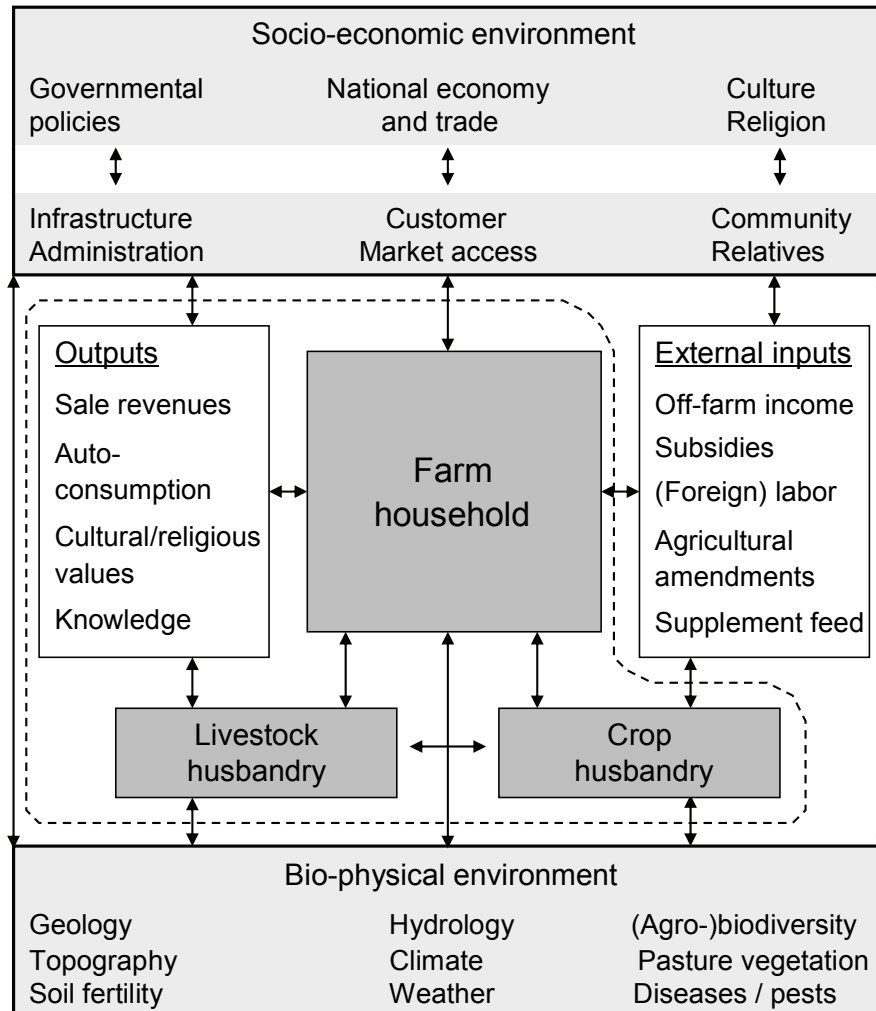 Socio-economic environment
Governmental
policies
National economy
and trade
Culture
Religion
Infrastructure
Administration
Customer
Market access
Community
Relatives
Outputs
Sale revenues
Auto-
consumption
Cultural/religious
values
Knowledge
Farm
household
External inputs
Off-farm income
Subsidies
(Foreign) labor
Agricultural
amendments
Supplement feed
Livestock
husbandry
Crop
husbandry
Bio-physical environment
Geology
Topography
Soil fertility
Hydrology
Climate
Weather
(Agro-)biodiversity
Pasture vegetation
Diseases / pests